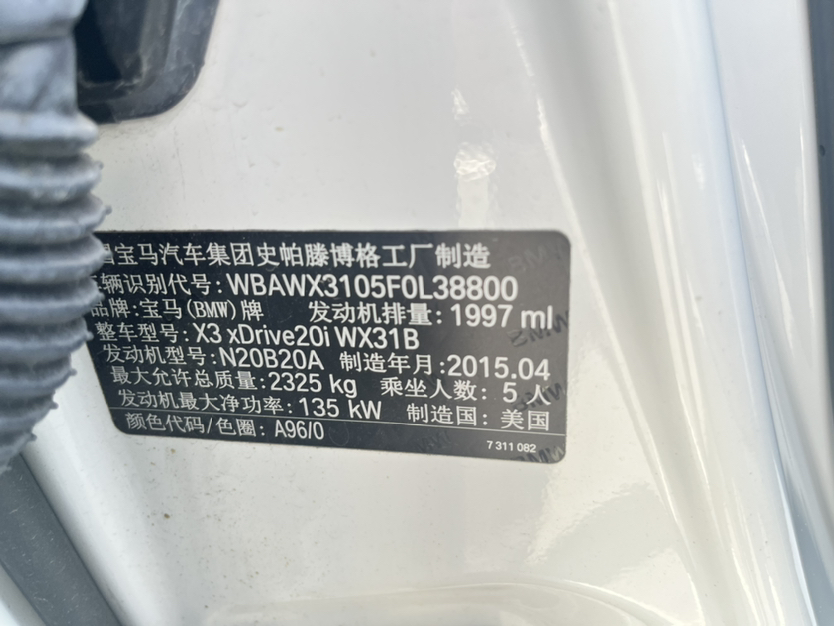 国宝马汽车集团史帕滕博格工厂制造
车辆识别代号: WBAWX3105F0L38800
品牌: 宝马(BMW)牌 发动机排量: 1997 ml
整车型号: X3 xDrive20i WX31B
发动机型号: N20B20A 制造年月: 2015.04
最大允许总质量: 2325 kg 乘坐人数: 5 人
发动机最大净功率: 135 kW 制造国: 美国
颜色代码/色圈: A96/0
7 311 082